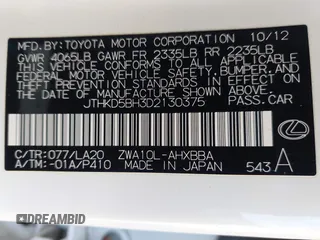 MFD.BY:TOYOTA MOTOR CORPORATION 10/12
GVWR 4065LB GAWR FR 2335LB RR 2235LB
THIS VEHICLE CONFORMS TO ALL APPLICABLE
FEDERAL MOTOR VEHICLE SAFETY, BUMPER, AND
THEFT PREVENTION STANDARDS IN EFFECT ON
THE DATE OF MANUFACTURE SHOWN ABOVE.
JTHKD5BH3D2130375 PASS. CAR
C/TR:077/LA20 ZWA10L-AHXBBA
A/TM:-01A/P410 MADE IN JAPAN 543 A
DREAMBID